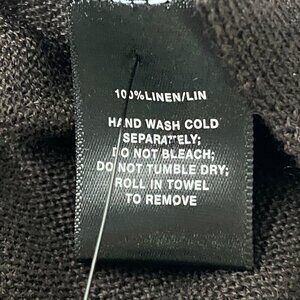 100%LINEN/LIN
HAND WASH COLD
SEPARATELY;
DO NOT BLEACH;
DO NOT TUMBLE DRY;
ROLL IN TOWEL
TO REMOVE